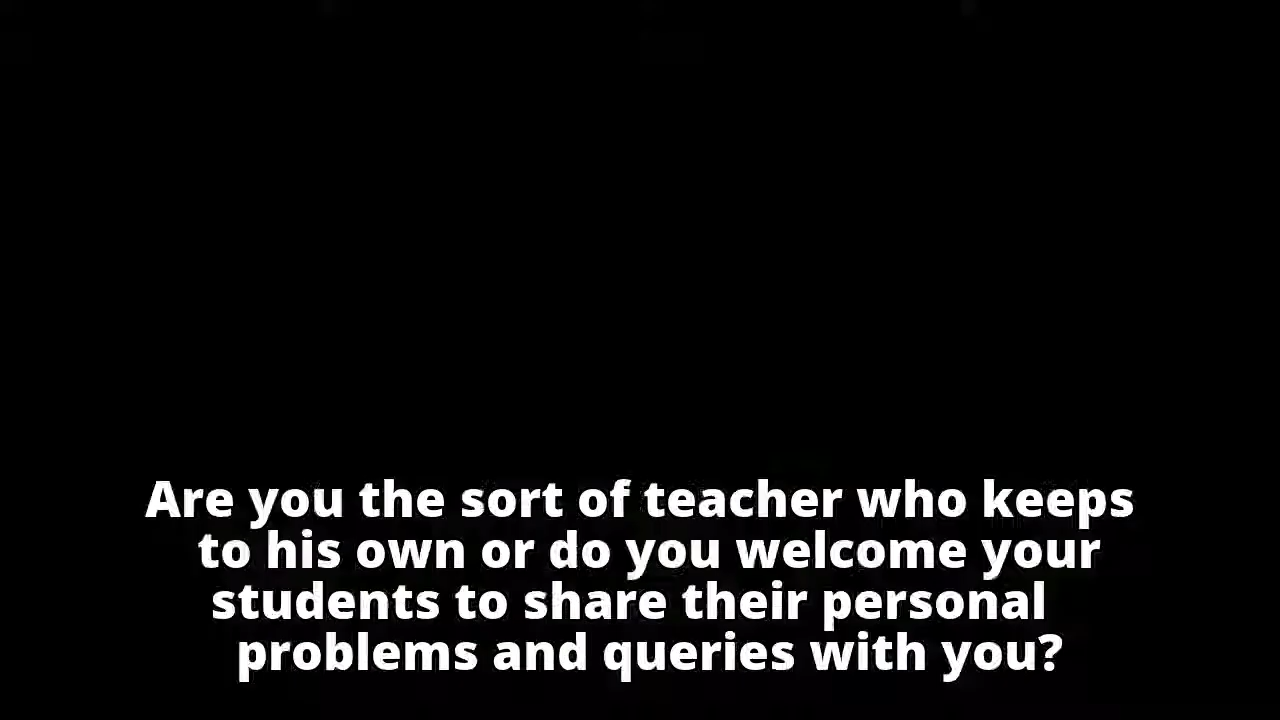 Are you the sort of teacher who keeps
to his own or do you welcome your
students to share their personal
problems and queries with you?